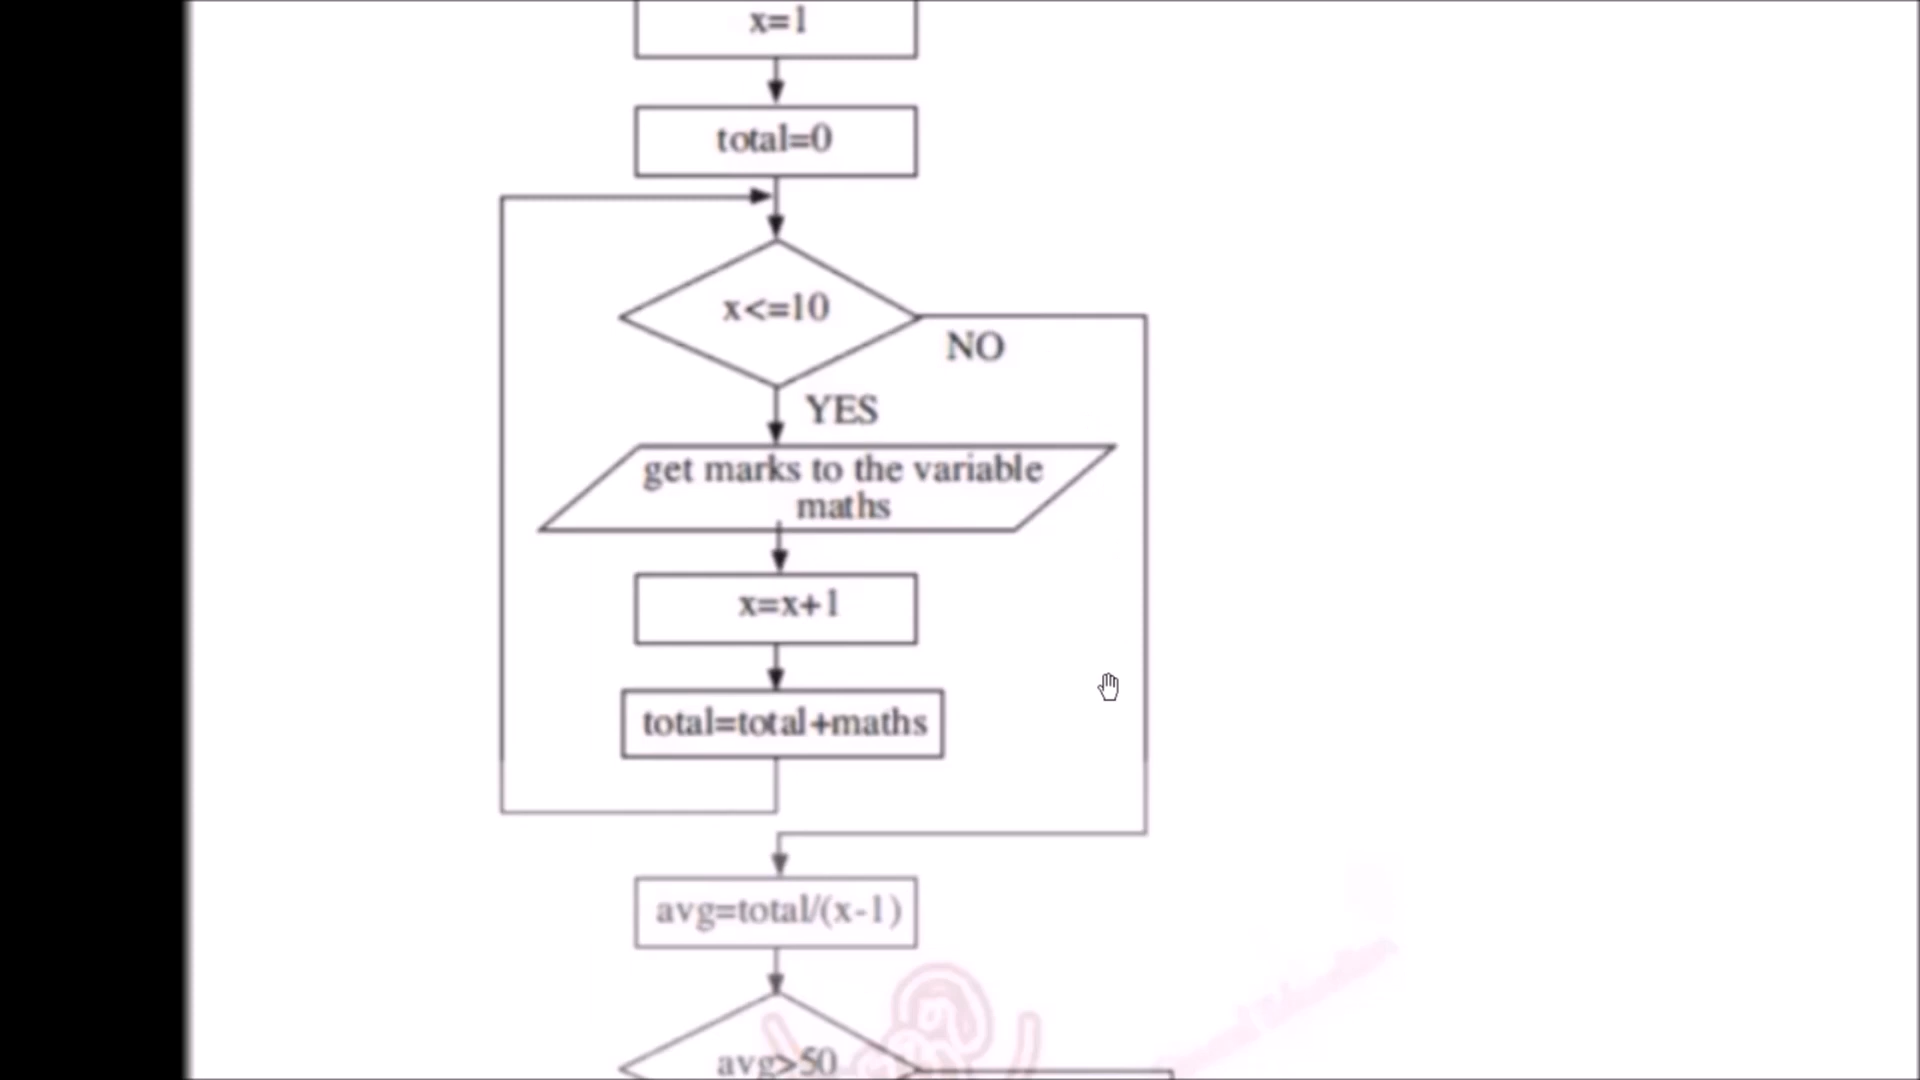 x=1
total=0
x<=10
NO
YES
get marks to the variable
maths
x=x+1
total=total+maths
avg=total/(x-1)
avg>50